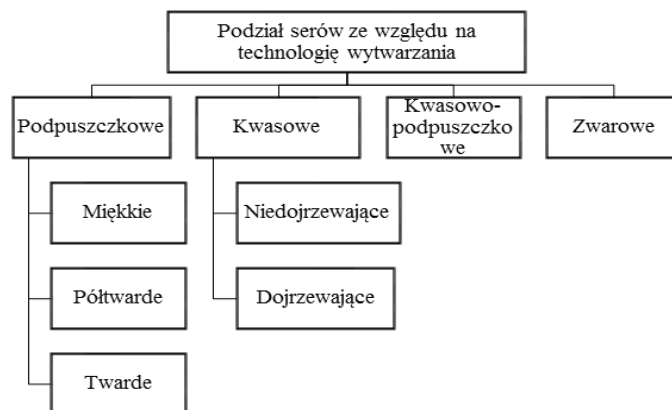 Podział serów ze względu na
technologię wytwarzania
Podpuszczkowe
Kwasowe
Kwasowo-
podpuszczko
we
Zwarowe
Miękkie
Niedojrzewające
Półtwarde
Dojrzewające
Twarde